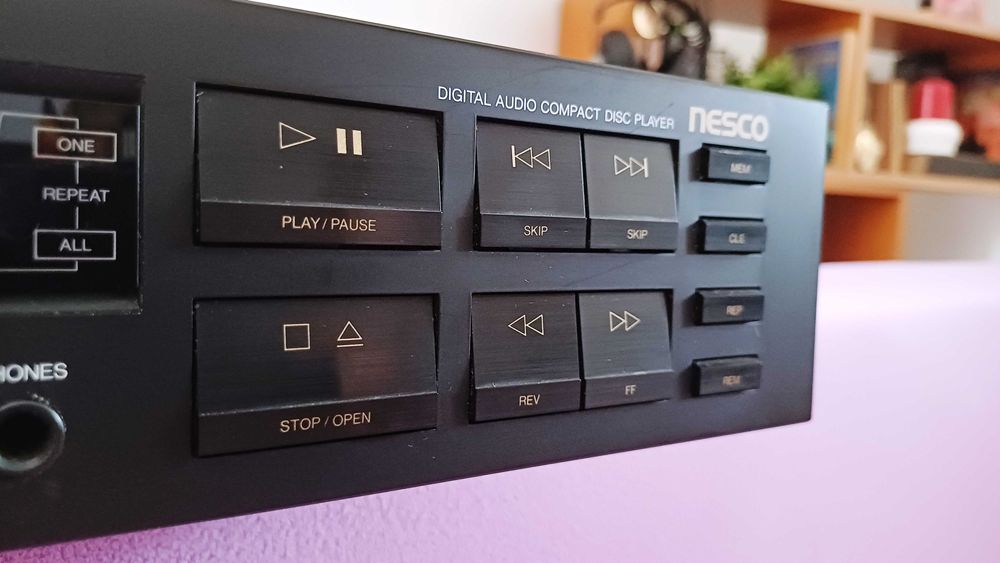 ONE
REPEAT
ALL
PLAY / PAUSE
STOP / OPEN
DIGITAL AUDIO COMPACT DISC PLAYER
NESCO
SKIP
SKIP
REV
FF
MEM
CLE
REP
REM